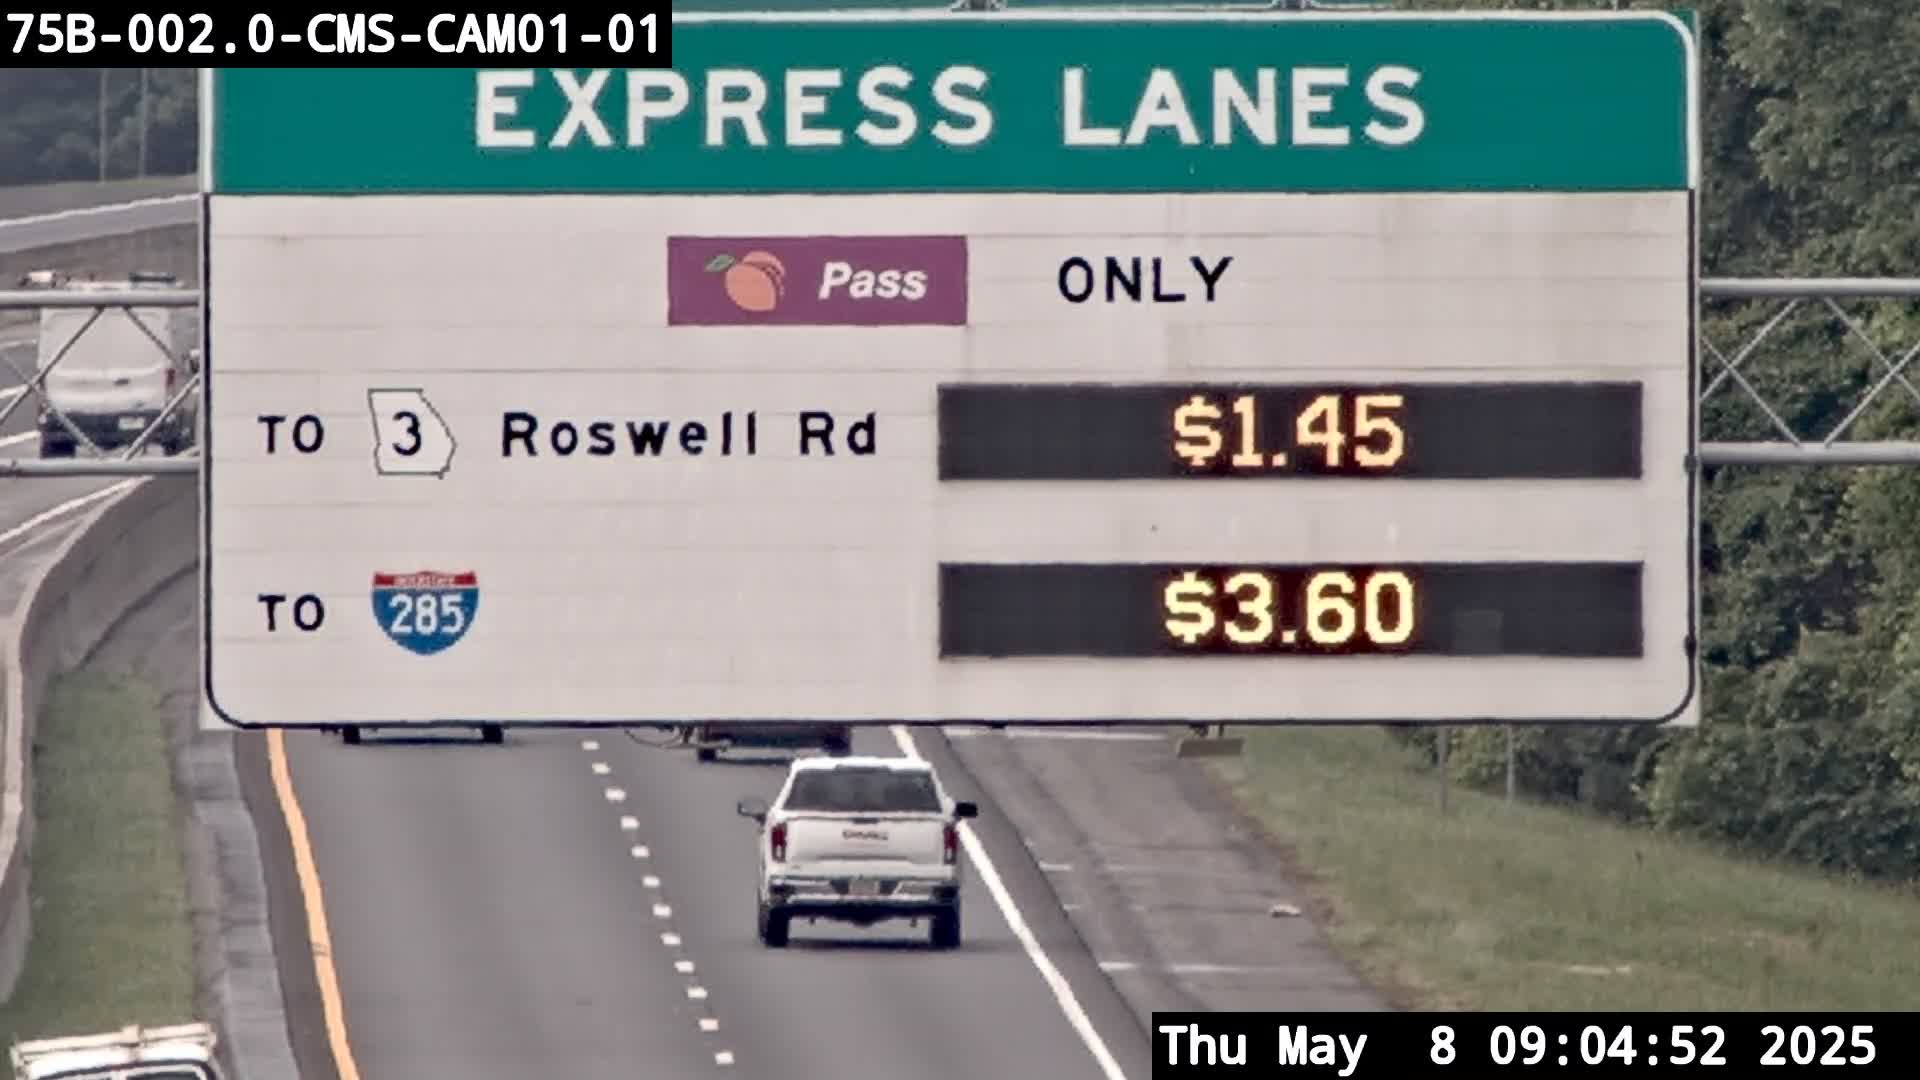 75B-002.0-CMS-CAM01-01
EXPRESS LANES
Pass ONLY
TO 3 Roswell Rd $1.45
TO INTERSTATE 285 $3.60
Thu May 8 09:04:52 2025